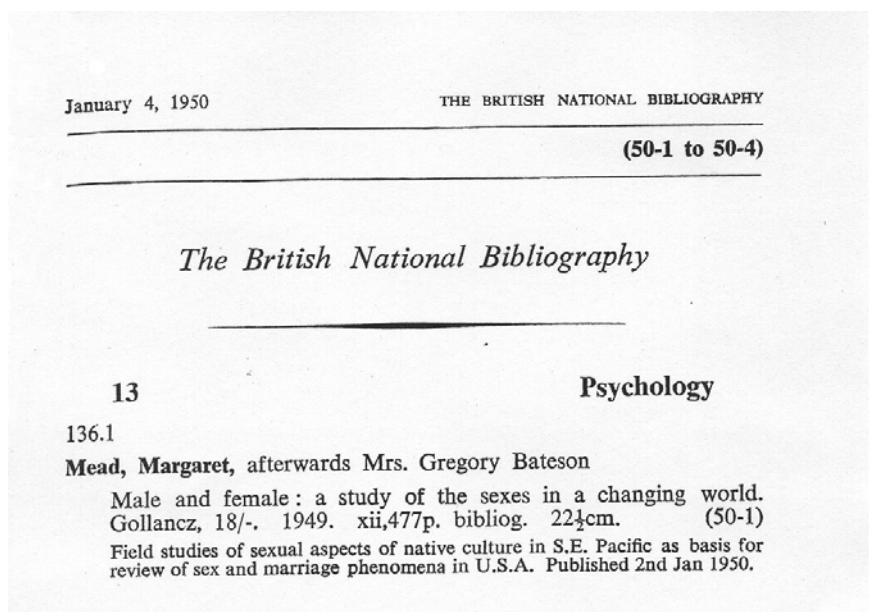 January 4, 1950 THE BRITISH NATIONAL BIBLIOGRAPHY
(50-1 to 50-4)
The British National Bibliography
13 Psychology
136.1
Mead, Margaret, afterwards Mrs. Gregory Bateson
Male and female : a study of the sexes in a changing world.
Gollancz, 18/-. 1949. xii,477p. bibliog. 22½cm. (50-1)
Field studies of sexual aspects of native culture in S.E. Pacific as basis for
review of sex and marriage phenomena in U.S.A. Published 2nd Jan 1950.